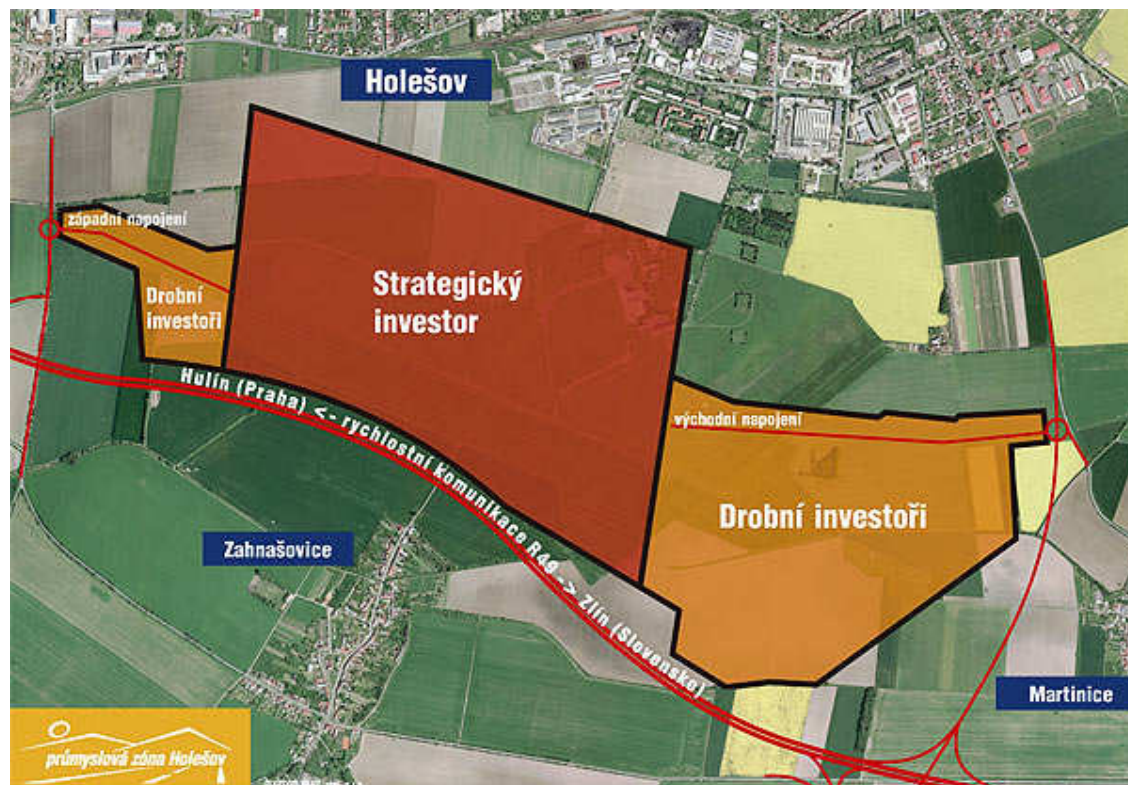 Holešov
západní napojení
Drobní
investoři
Strategický
investor
Hulín (Praha) <- rychlostní komunikace R49 -> Zlín (Slovensko)
východní napojení
Drobní investoři
Zahnašovice
Martinice
průmyslová zóna Holešov